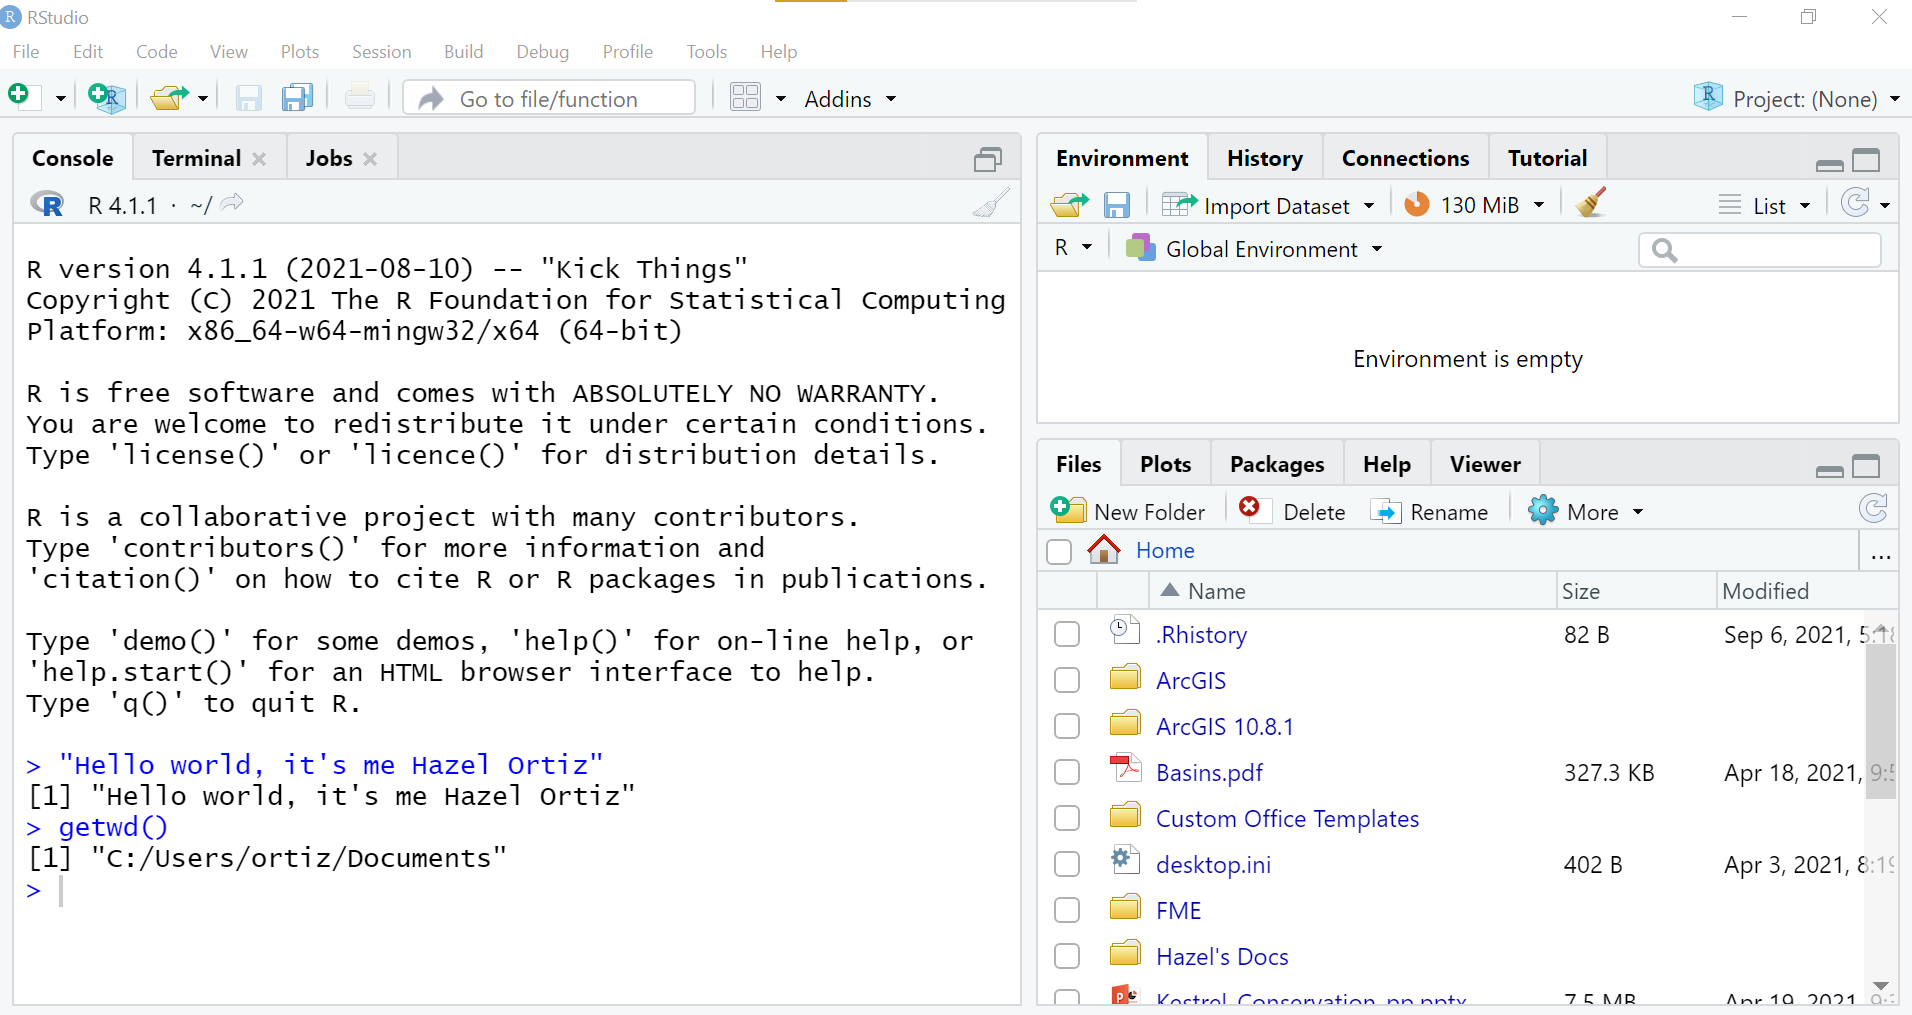 RStudio
File Edit Code View Plots Session Build Debug Profile Tools Help
Go to file/function Addins Project: (None)
Console Terminal Jobs
R 4.1.1 · ~/
R version 4.1.1 (2021-08-10) -- "Kick Things"
Copyright (C) 2021 The R Foundation for Statistical Computing
Platform: x86_64-w64-mingw32/x64 (64-bit)
R is free software and comes with ABSOLUTELY NO WARRANTY.
You are welcome to redistribute it under certain conditions.
Type 'license()' or 'licence()' for distribution details.
R is a collaborative project with many contributors.
Type 'contributors()' for more information and
'citation()' on how to cite R or R packages in publications.
Type 'demo()' for some demos, 'help()' for on-line help, or
'help.start()' for an HTML browser interface to help.
Type 'q()' to quit R.
> "Hello world, it's me Hazel Ortiz"
[1] "Hello world, it's me Hazel Ortiz"
> getwd()
[1] "C:/Users/ortiz/Documents"
>
Environment History Connections Tutorial
Import Dataset 130 MiB List
R Global Environment
Environment is empty
Files Plots Packages Help Viewer
New Folder Delete Rename More
Home ...
Name Size Modified
.Rhistory 82 B Sep 6, 2021,
ArcGIS
ArcGIS 10.8.1
Basins.pdf 327.3 KB Apr 18, 2021,
Custom Office Templates
desktop.ini 402 B Apr 3, 2021,
FME
Hazel's Docs
Kestrel_Conservation_pp.pptx 7.5 MB Apr 19, 2021,